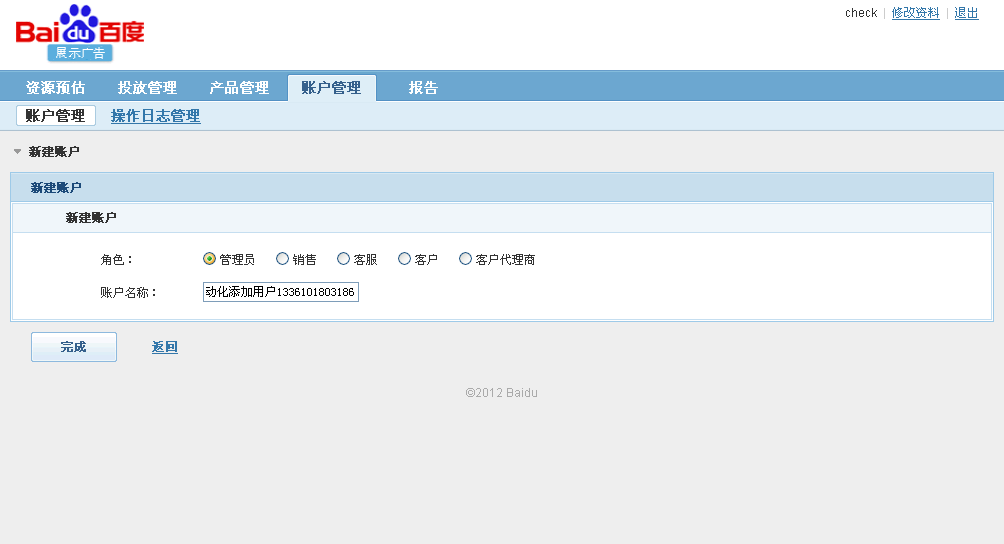 Bai du 百度
展示广告
check | 修改资料 | 退出
资源预估 投放管理 产品管理 账户管理 报告
账户管理 操作日志管理
新建账户
新建账户
新建账户
角色： 管理员 销售 客服 客户 客户代理商
账户名称： 动化添加用户1336101803186
完成 返回
©2012 Baidu